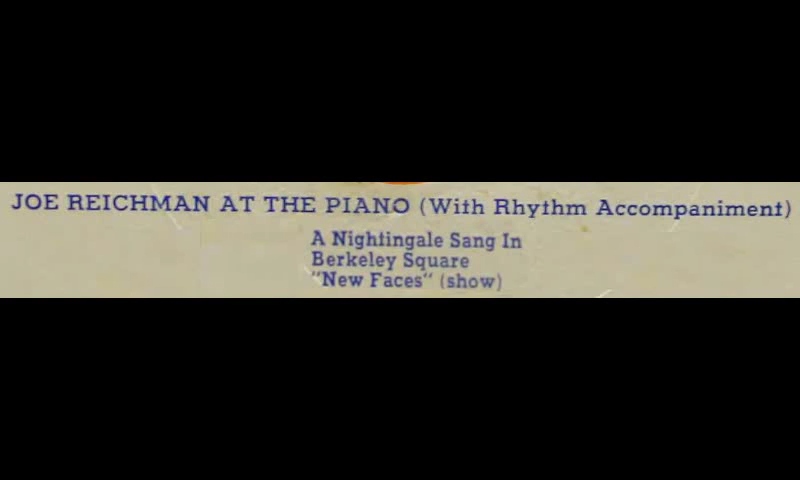 JOE REICHMAN AT THE PIANO (With Rhythm Accompaniment)
A Nightingale Sang In
Berkeley Square
"New Faces" (show)